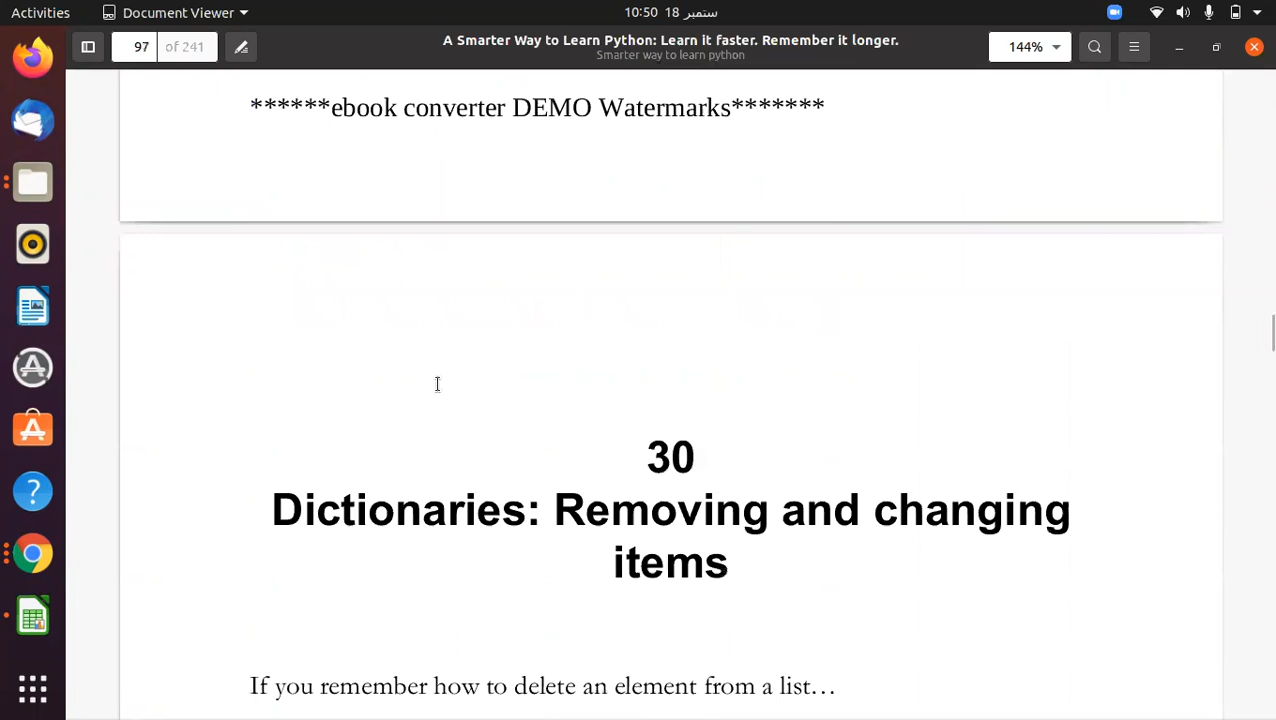 Activities
Document Viewer
10:50 ستمبر 18
97
of 241
A Smarter Way to Learn Python: Learn it faster. Remember it longer.
Smarter way to learn python
144%
******ebook converter DEMO Watermarks*******
30
Dictionaries: Removing and changing
items
If you remember how to delete an element from a list…